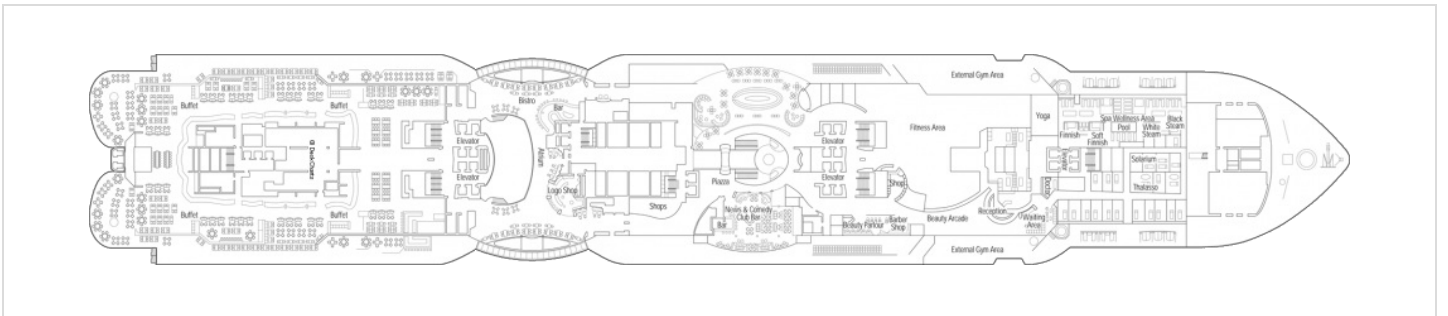 External Gym Area
Buffet
Buffet
Bistro
Bar
Yoga
Spa Wellness Area
Pool
White
Steam
Black
Steam
Finnish
Soft
Finnish
Fitness Area
Elevator
Elevator
Elevator
Elevator
Atrium
Logo Shop
Shops
Piazza
Shop
Solarium
Thalasso
Buffet
Buffet
Bar
Nooks & Comedy
Club Bar
Beauty Parlour
Barber
Shop
Beauty Arcade
Reception
Waiting
Area
External Gym Area